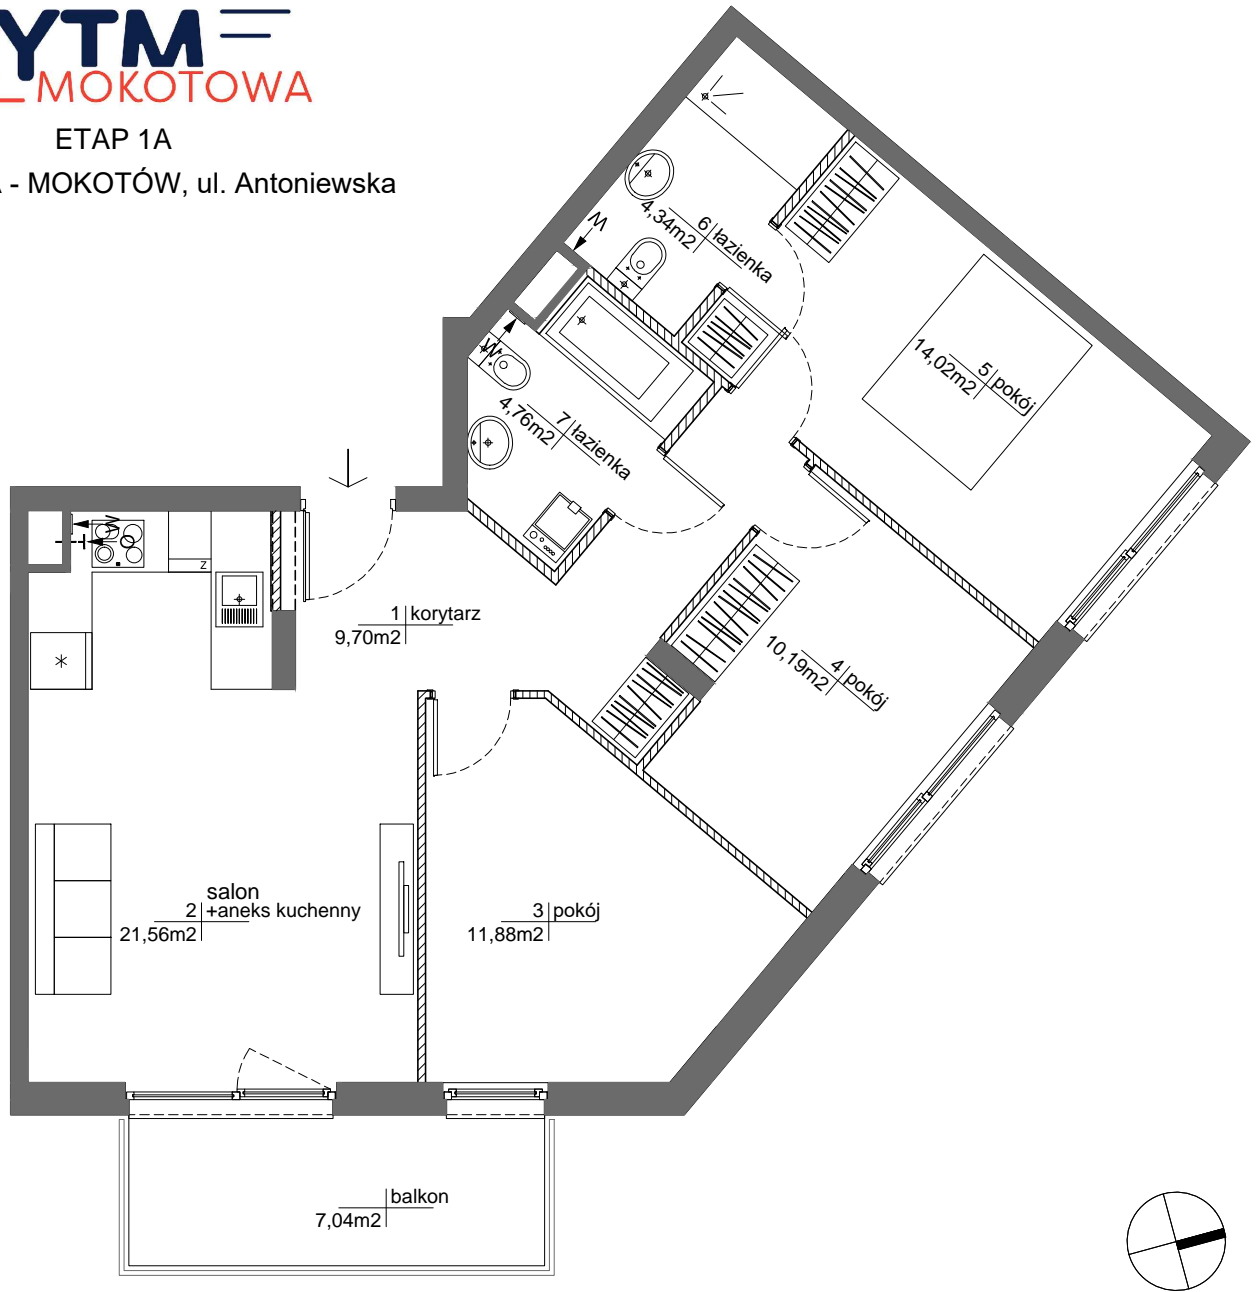 YTM
MOKOTOWA
ETAP 1A
- MOKOTÓW, ul. Antoniewska
6 łazienka
4,34m2
W
W
7 łazienka
4,76m2
5 pokój
14,02m2
W
Z
1 korytarz
9,70m2
4 pokój
10,19m2
salon
2 +aneks kuchenny
21,56m2
3 pokój
11,88m2
balkon
7,04m2